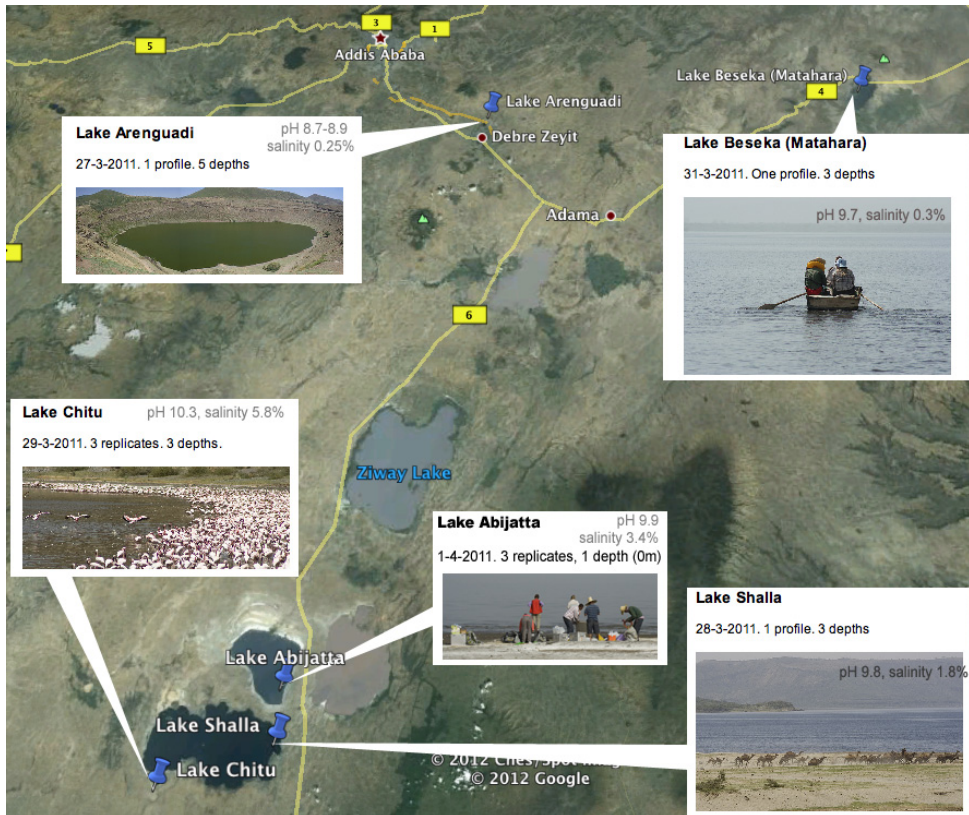 3
1
5
Addis Ababa
Lake Beseka (Matahara)
4
Lake Arenguadi
Debre Zeyit
Lake Arenguadi
pH 8.7-8.9
salinity 0.25%
27-3-2011. 1 profile. 5 depths
Lake Beseka (Matahara)
31-3-2011. One profile. 3 depths
pH 9.7, salinity 0.3%
Adama
6
Lake Chitu
pH 10.3, salinity 5.8%
29-3-2011. 3 replicates. 3 depths.
Ziway Lake
Lake Abijatta
pH 9.9
salinity 3.4%
1-4-2011. 3 replicates, 1 depth (0m)
Lake Shalla
28-3-2011. 1 profile. 3 depths
pH 9.8, salinity 1.8%
Lake Abijatta
Lake Shalla
Lake Chitu
© 2012 Cnes/Spot Imag
© 2012 Google